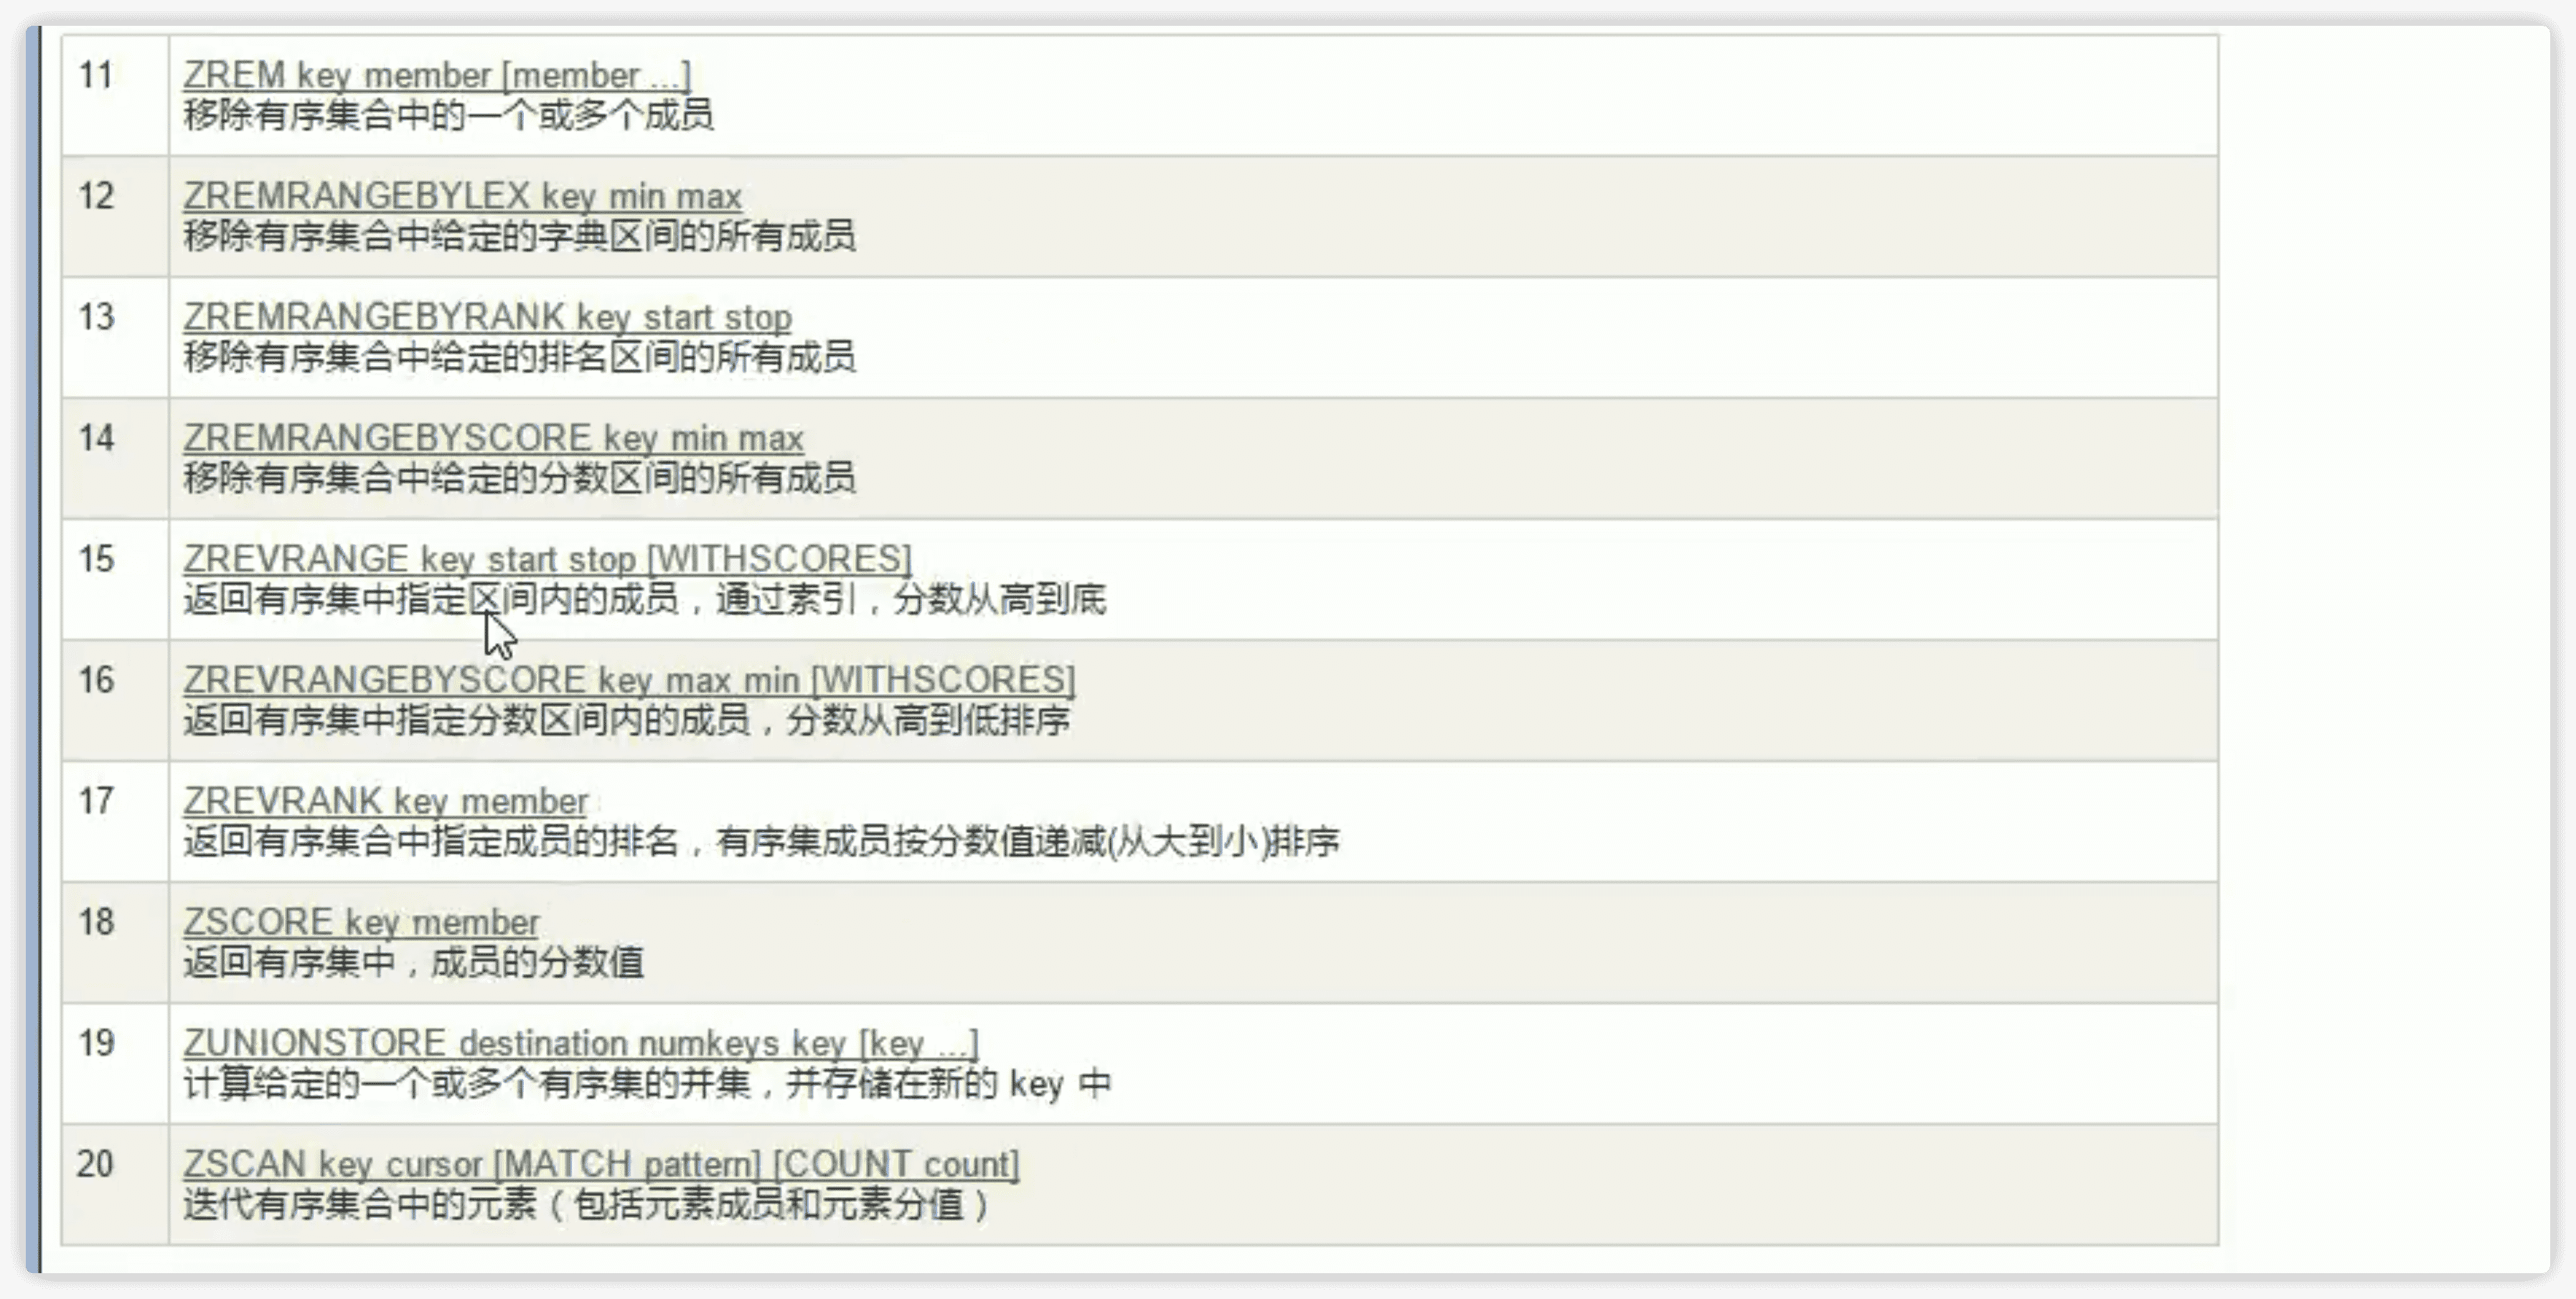 11
ZREM key member [member ...]
移除有序集合中的一个或多个成员
12
ZREMRANGEBYLEX key min max
移除有序集合中给定的字典区间的所有成员
13
ZREMRANGEBYRANK key start stop
移除有序集合中给定的排名区间的所有成员
14
ZREMRANGEBYSCORE key min max
移除有序集合中给定的分数区间的所有成员
15
ZREVRANGE key start stop [WITHSCORES]
返回有序集中指定区间内的成员，通过索引，分数从高到底
16
ZREVRANGEBYSCORE key max min [WITHSCORES]
返回有序集中指定分数区间内的成员，分数从高到低排序
17
ZREVRANK key member
返回有序集合中指定成员的排名，有序集成员按分数值递减(从大到小)排序
18
ZSCORE key member
返回有序集中，成员的分数值
19
ZUNIONSTORE destination numkeys key [key ...]
计算给定的一个或多个有序集的并集，并存储在新的 key 中
20
ZSCAN key cursor [MATCH pattern] [COUNT count]
迭代有序集合中的元素（包括元素成员和元素分值）